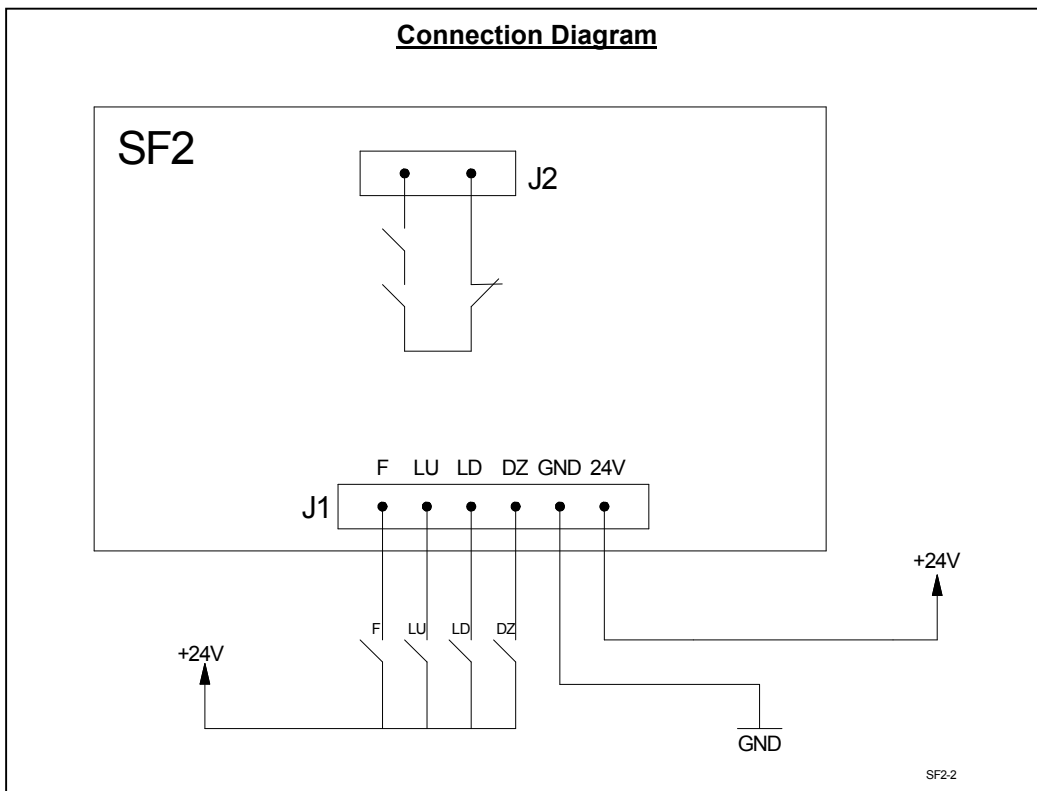 Connection Diagram
SF2
J2
F LU LD DZ GND 24V
J1
+24V
F LU LD DZ
+24V
GND
SF2-2